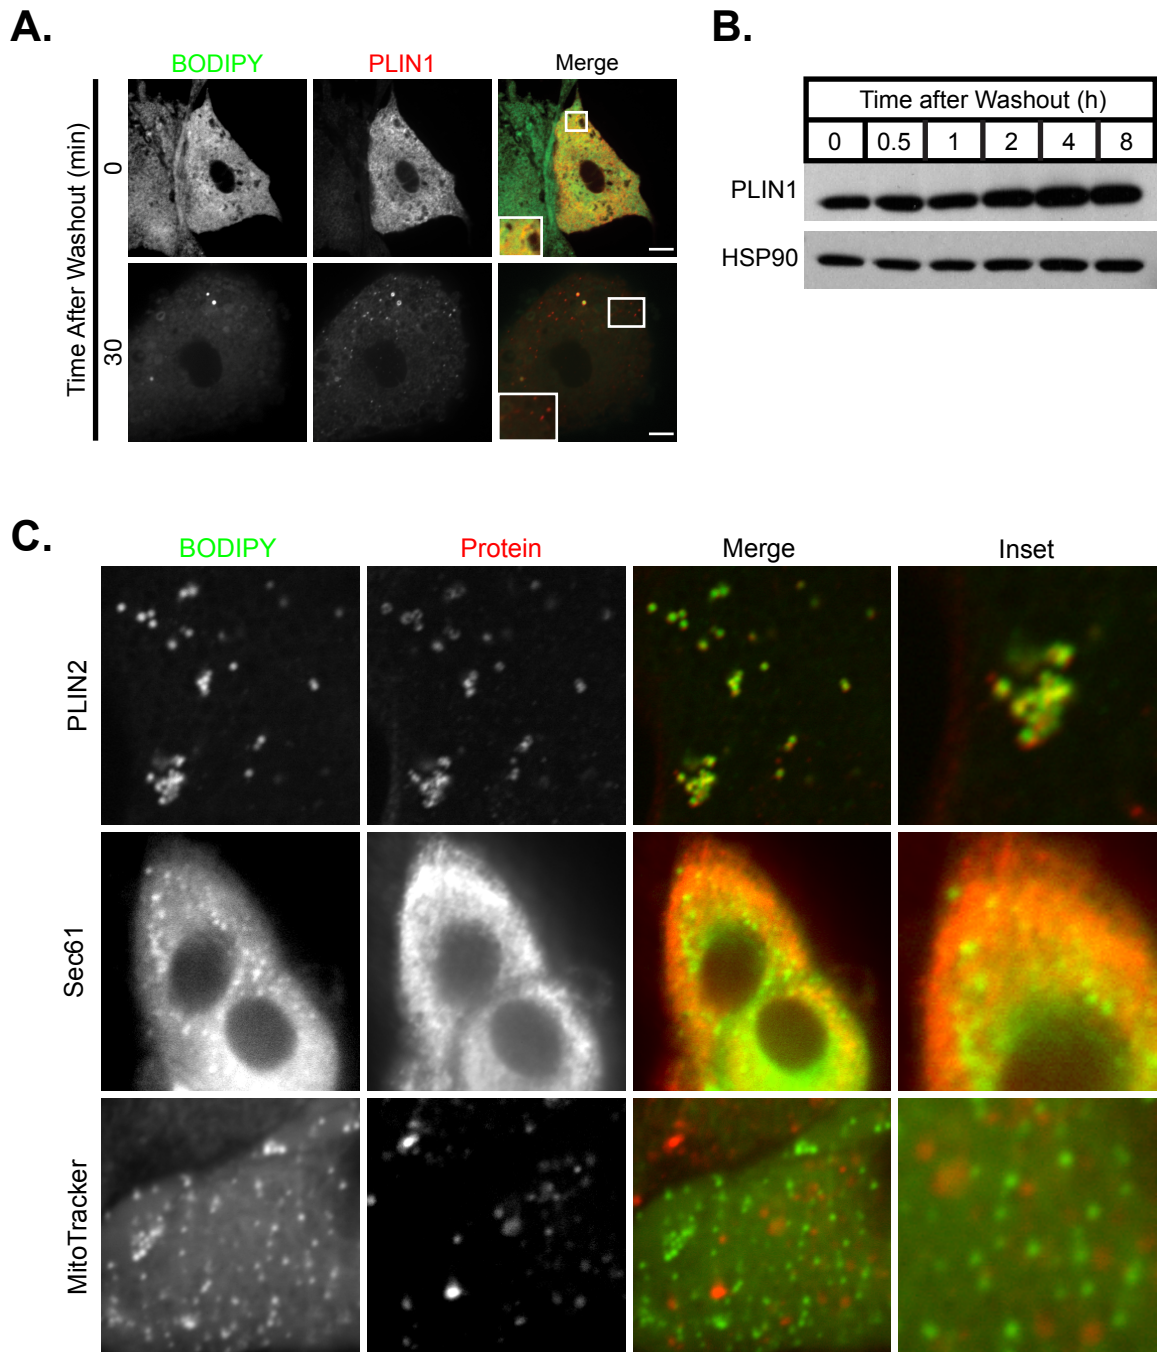 A.
BODIPY PLIN1 Merge
Time After Washout (min)
0
30
B.
Time after Washout (h)
0 0.5 1 2 4 8
PLIN1
HSP90
C.
BODIPY Protein Merge Inset
PLIN2
Sec61
MitoTracker